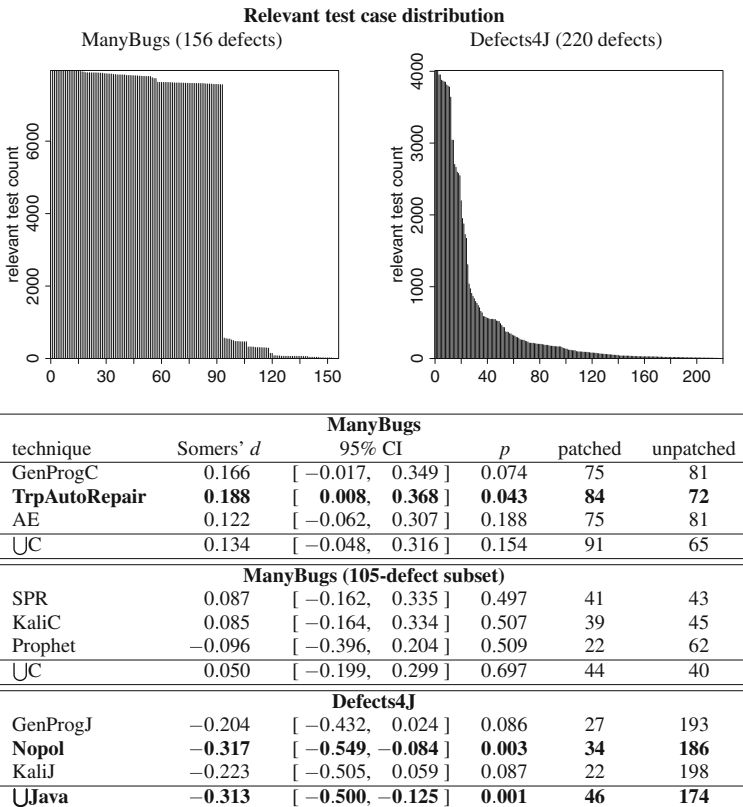 Relevant test case distribution
ManyBugs (156 defects)
relevant test count
0 2000 4000 6000
0 30 60 90 120 150
Defects4J (220 defects)
relevant test count
0 1000 2000 3000 4000
0 40 80 120 160 200
ManyBugs
technique Somers' d 95% CI p patched unpatched
GenProgC 0.166 [ −0.017, 0.349 ] 0.074 75 81
TrpAutoRepair 0.188 [ 0.008, 0.368 ] 0.043 84 72
AE 0.122 [ −0.062, 0.307 ] 0.188 75 81
⋃C 0.134 [ −0.048, 0.316 ] 0.154 91 65
ManyBugs (105-defect subset)
SPR 0.087 [ −0.162, 0.335 ] 0.497 41 43
KaliC 0.085 [ −0.164, 0.334 ] 0.507 39 45
Prophet −0.096 [ −0.396, 0.204 ] 0.509 22 62
⋃C 0.050 [ −0.199, 0.299 ] 0.697 44 40
Defects4J
GenProgJ −0.204 [ −0.432, 0.024 ] 0.086 27 193
Nopol −0.317 [ −0.549, −0.084 ] 0.003 34 186
KaliJ −0.223 [ −0.505, 0.059 ] 0.087 22 198
⋃Java −0.313 [ −0.500, −0.125 ] 0.001 46 174